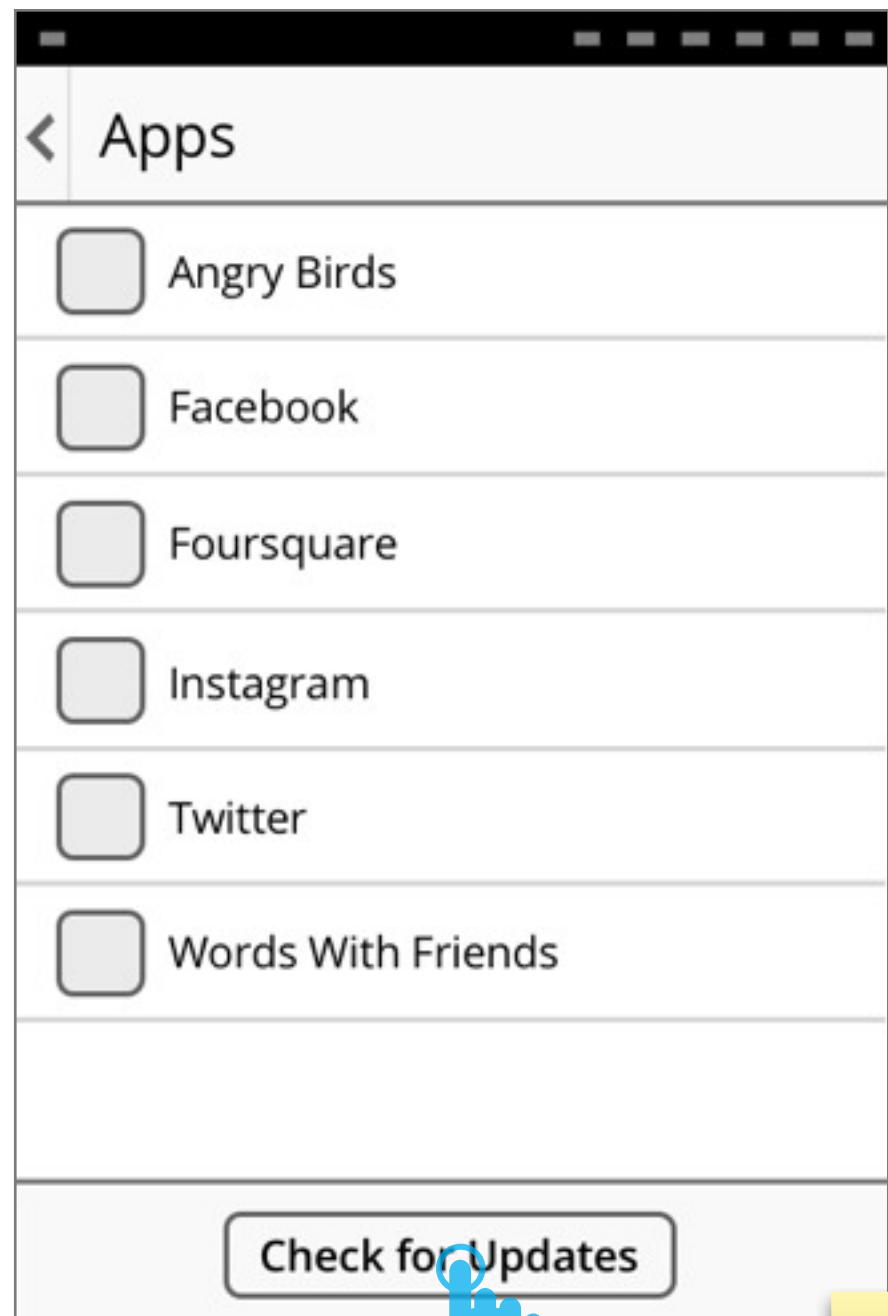 Apps
Angry Birds
Facebook
Foursquare
Instagram
Twitter
Words With Friends
Check for Updates